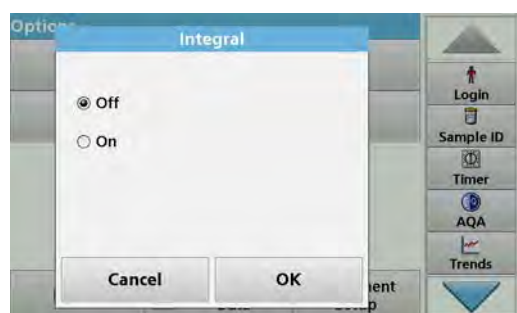 Integral
Off
On
Cancel
OK
Login
Sample ID
Timer
AQA
Trends